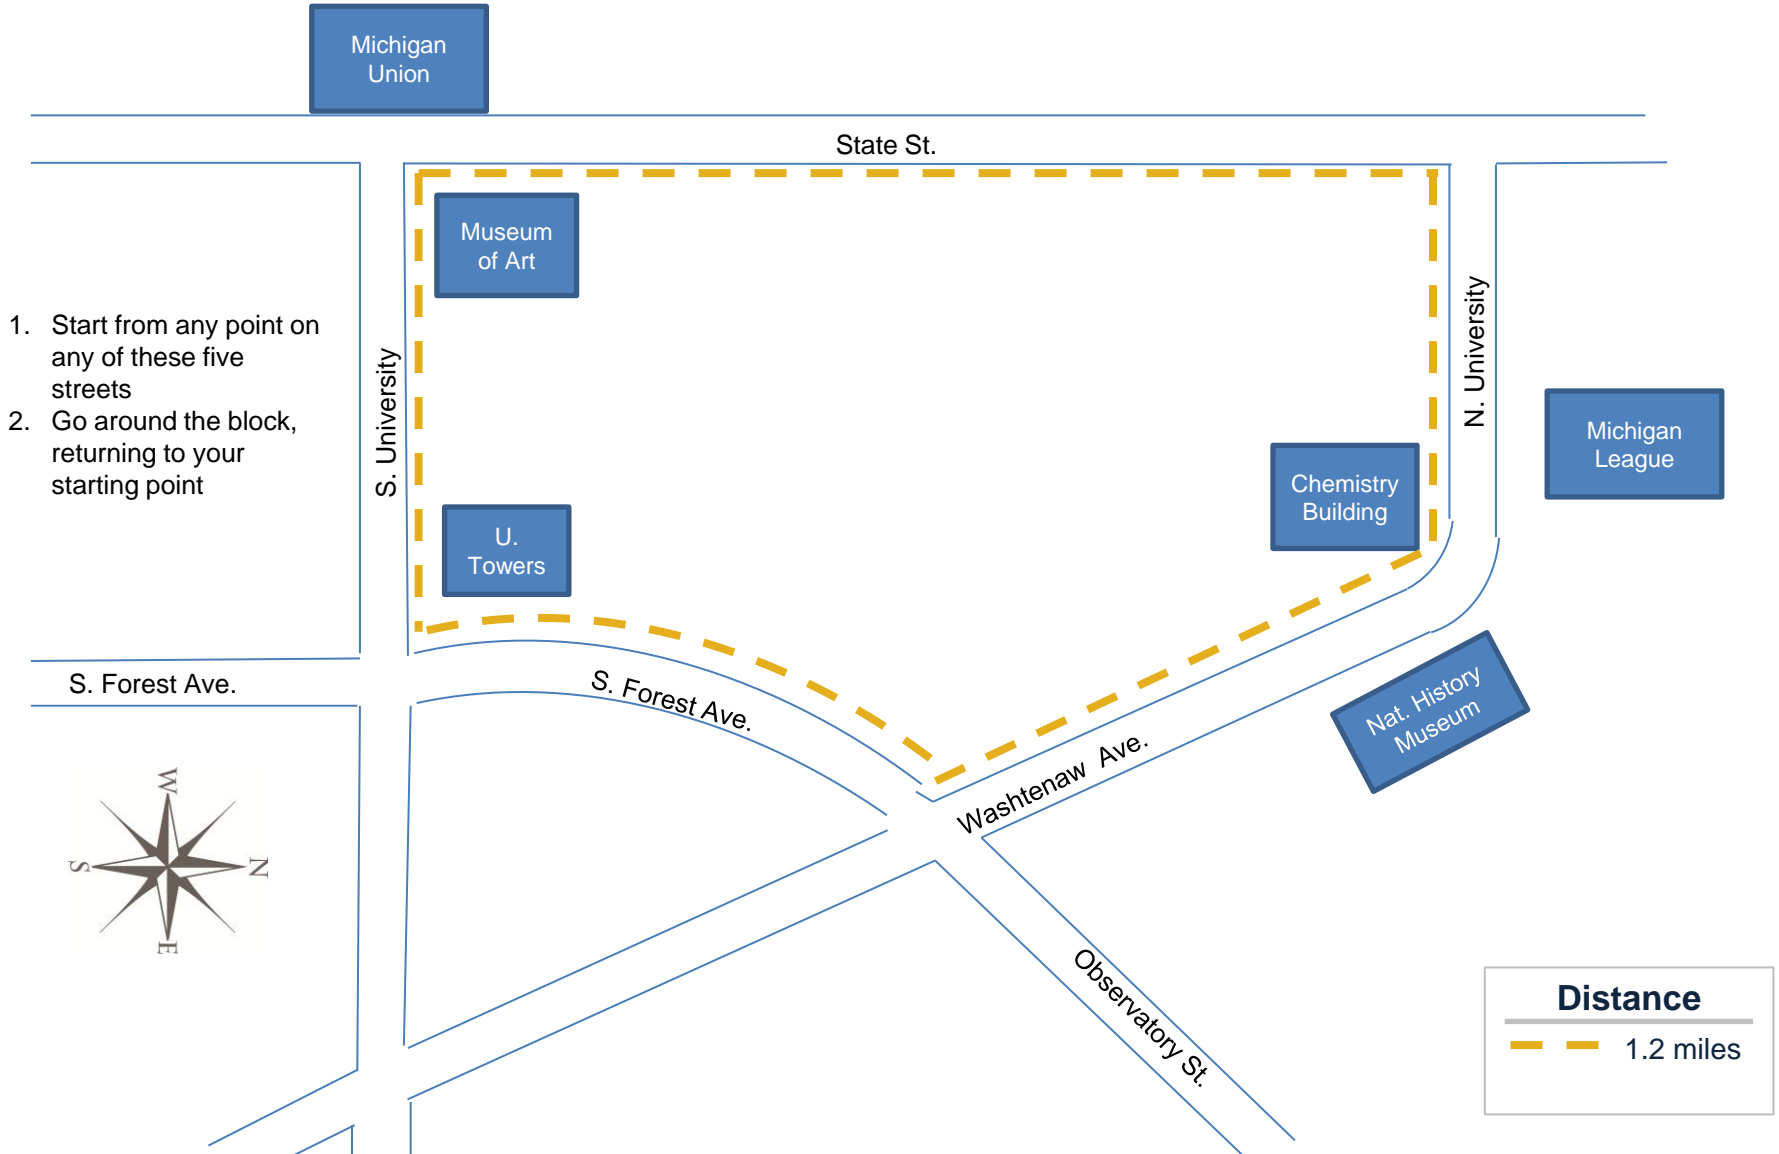 Michigan
Union
State St.
Museum
of Art
1. Start from any point on
any of these five
streets
2. Go around the block,
returning to your
starting point
S. University
N. University
Michigan
League
Chemistry
Building
U.
Towers
S. Forest Ave.
S. Forest Ave.
Nat. History
Museum
Washtenaw Ave.
W
S
N
E
Observatory St.
Distance
1.2 miles